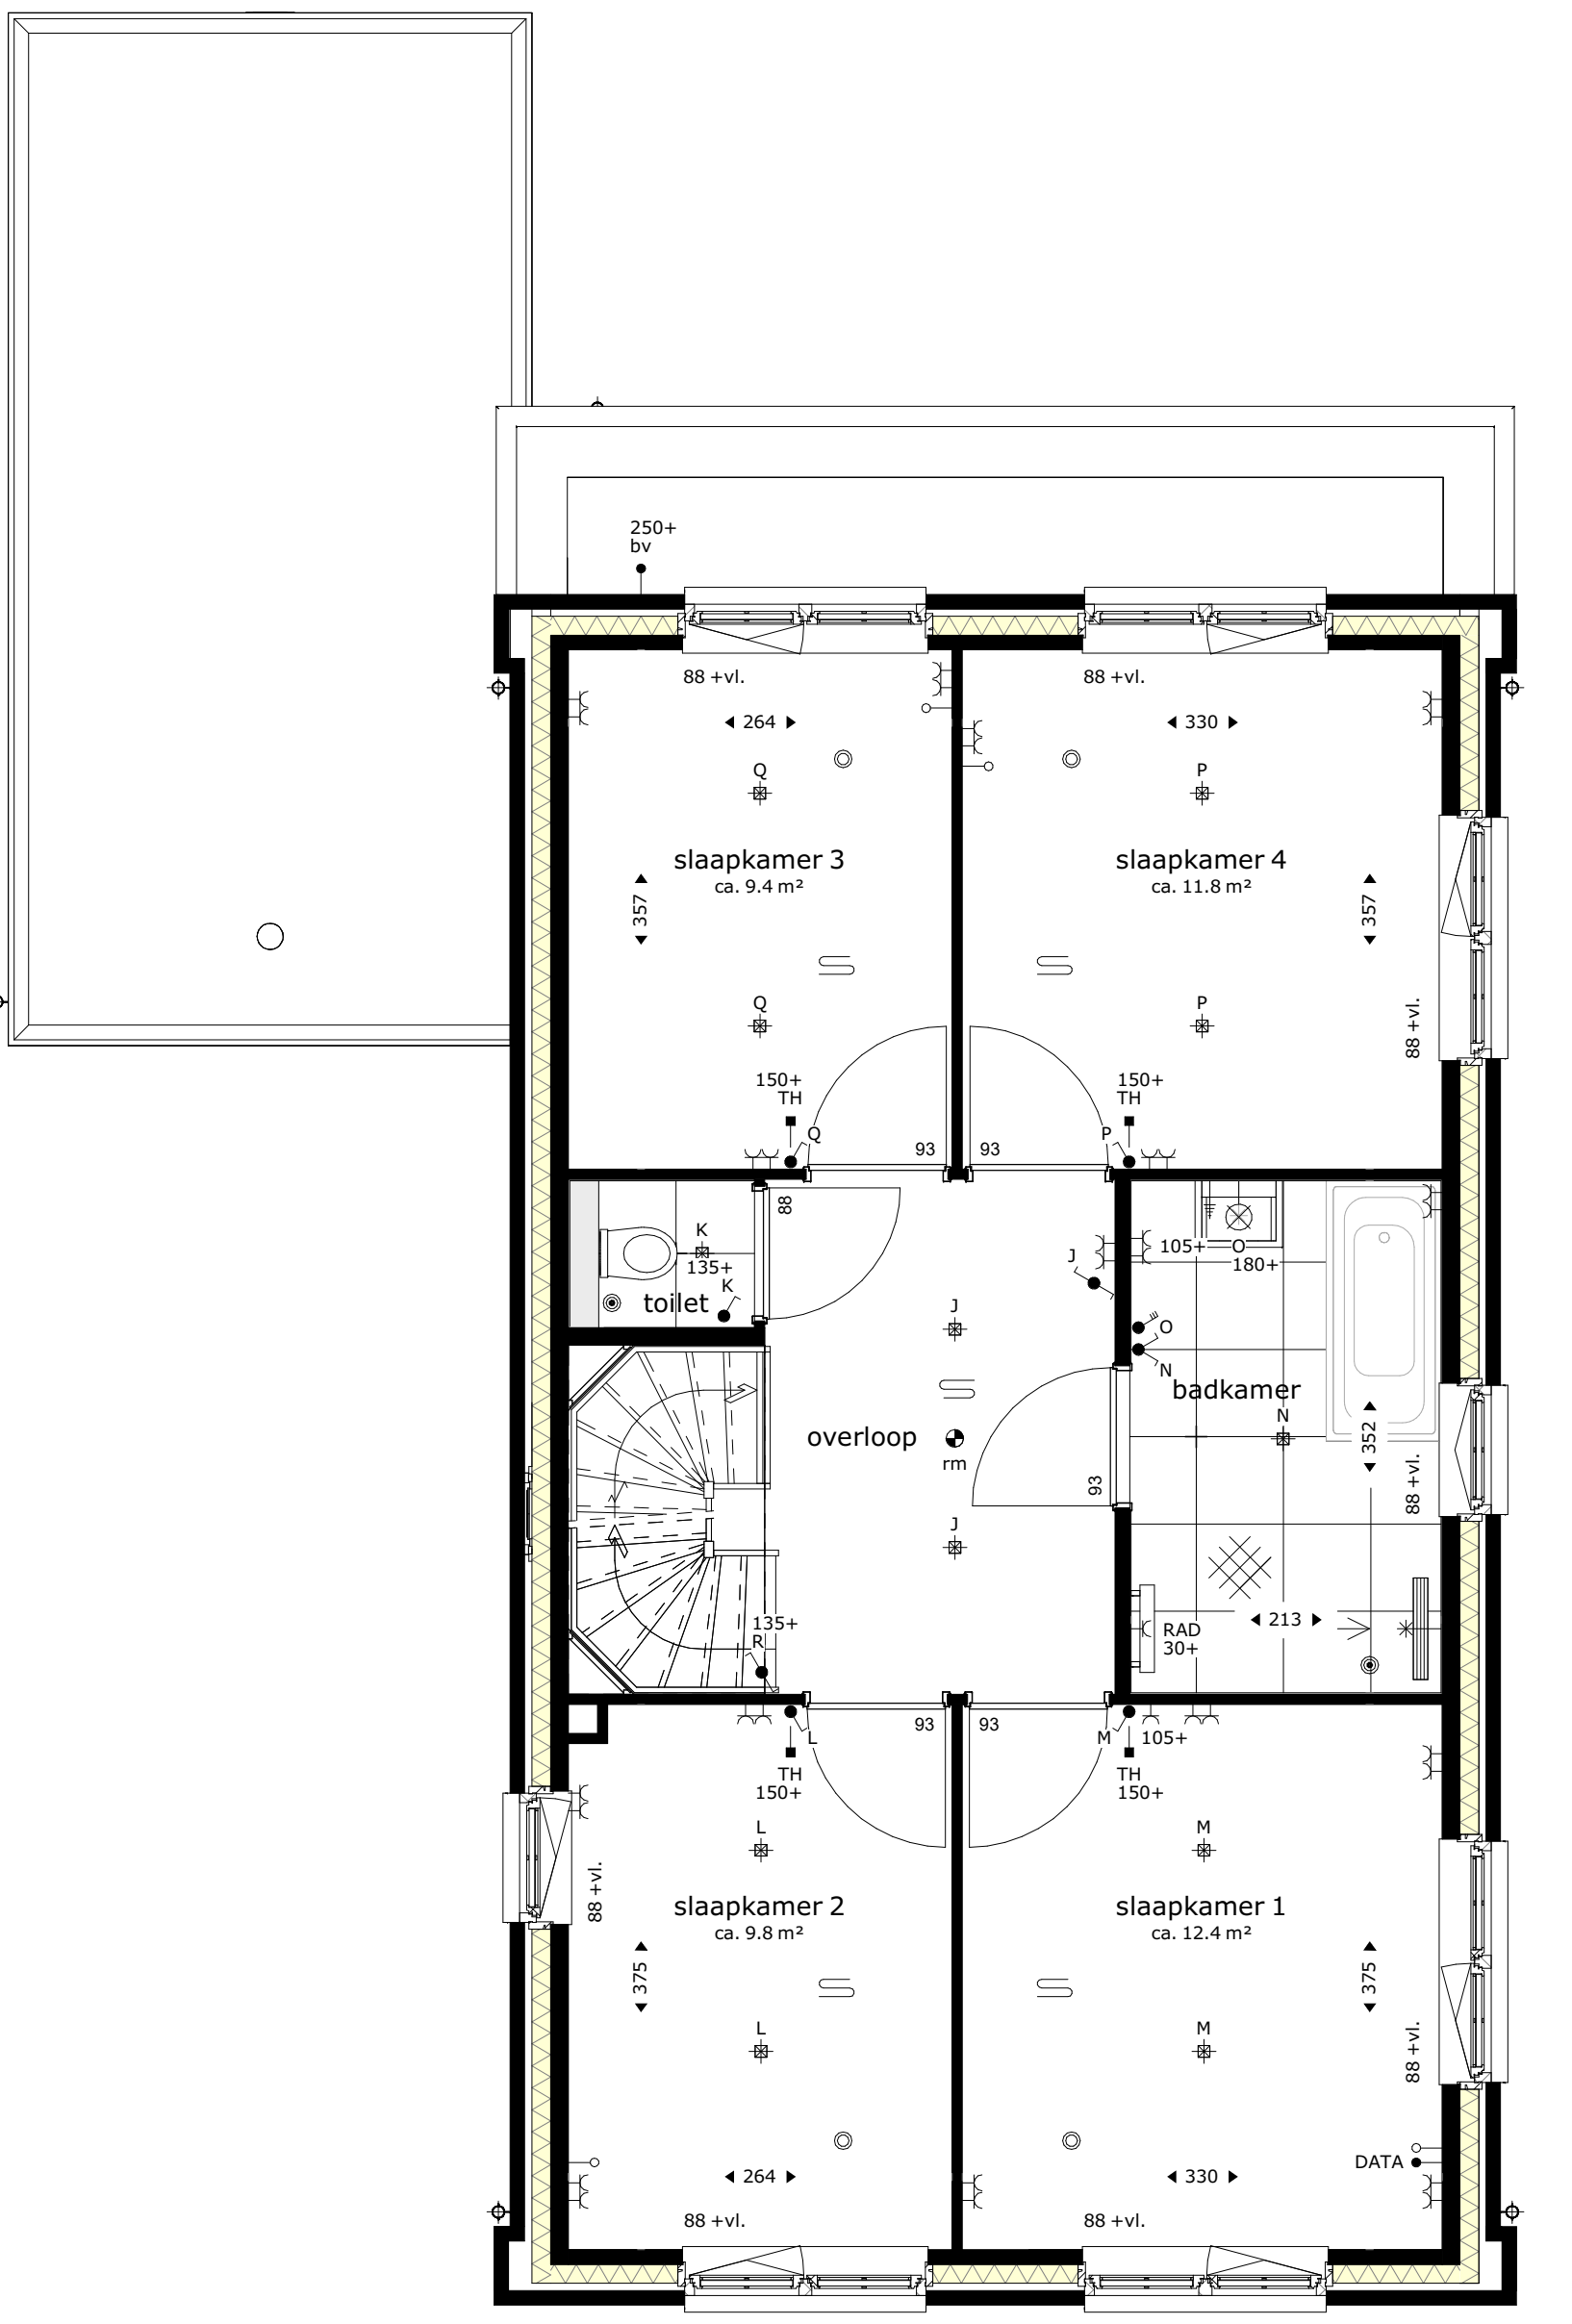 250+
bv
88 +vl.
88 +vl.
264
330
Q
P
slaapkamer 3
ca. 9.4 m²
slaapkamer 4
ca. 11.8 m²
357
357
88 +vl.
Q
P
150+
TH
150+
TH
Q
P
93
93
88
K
135+
K
toilet
J
105+
O
180+
J
O
N
badkamer
N
352
88 +vl.
overloop
rm
93
J
213
RAD
30+
135+
R
93
93
L
M
105+
TH
150+
TH
150+
L
M
88 +vl.
slaapkamer 2
ca. 9.8 m²
slaapkamer 1
ca. 12.4 m²
375
375
L
M
88 +vl.
DATA
264
330
88 +vl.
88 +vl.